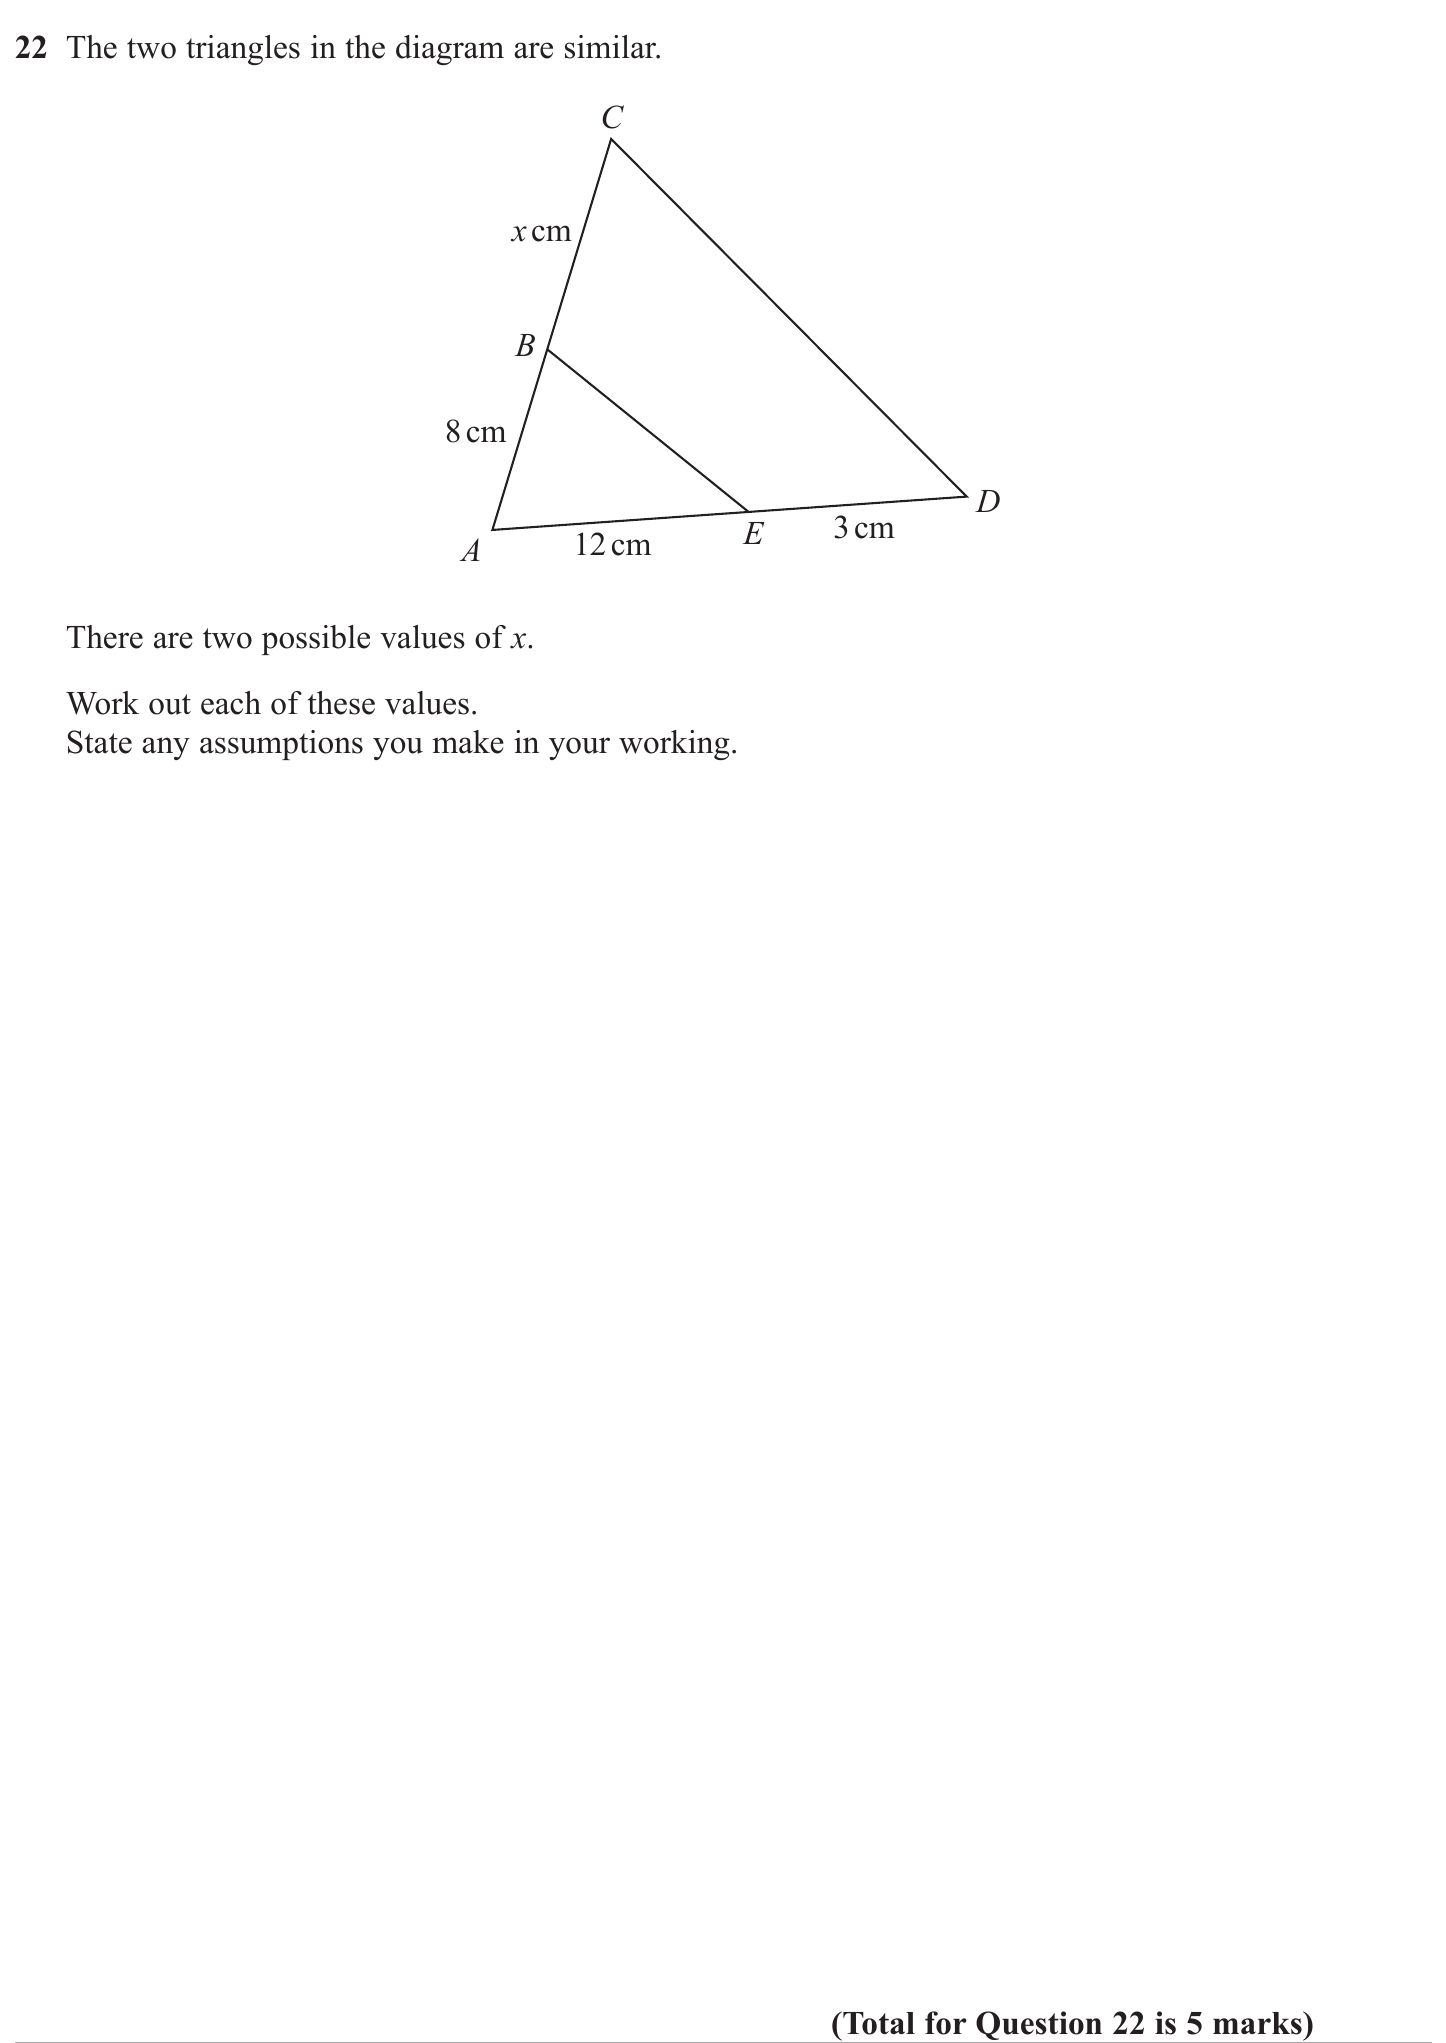 22 The two triangles in the diagram are similar.
C
x cm
B
8 cm
D
3 cm
E
12 cm
A
There are two possible values of x.
Work out each of these values.
State any assumptions you make in your working.
(Total for Question 22 is 5 marks)